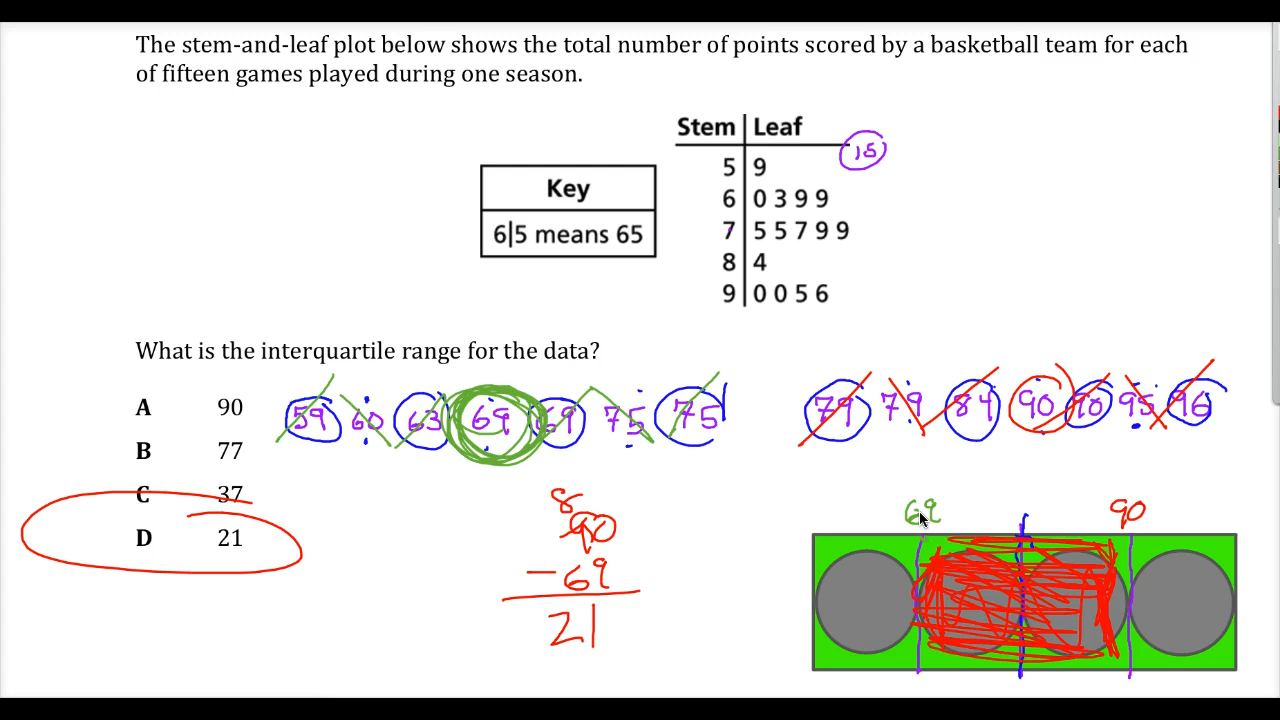 The stem-and-leaf plot below shows the total number of points scored by a basketball team for each
of fifteen games played during one season.
Stem Leaf
15
5 9
6 0 3 9 9
7 5 5 7 9 9
8 4
9 0 0 5 6
Key
6|5 means 65
What is the interquartile range for the data?
A 90
B 77
C 37
D 21
59 60 63 69 69 75 75 79 79 84 90 90 95 96
8
90
-69
21
69 90